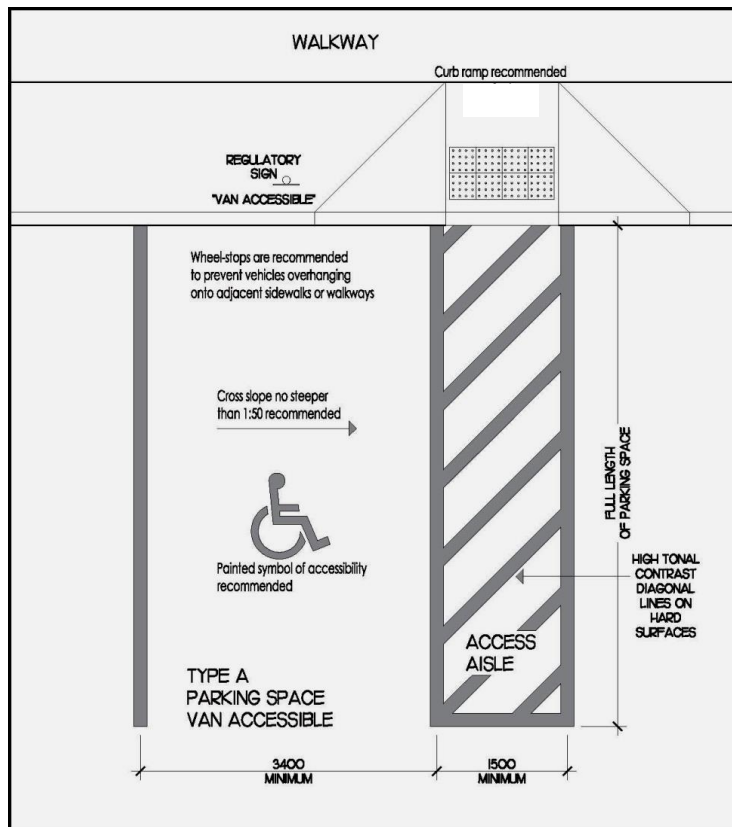 WALKWAY
Curb ramp recommended
REGULATORY
SIGN
"VAN ACCESSIBLE"
Wheel-stops are recommended
to prevent vehicles overhanging
onto adjacent sidewalks or walkways
Cross slope no steeper
than 1:50 recommended
FULL LENGTH
OF PARKING SPACE
Painted symbol of accessibility
recommended
HIGH TONAL
CONTRAST
DIAGONAL
LINES ON
HARD
SURFACES
ACCESS
AISLE
TYPE A
PARKING SPACE
VAN ACCESSIBLE
3400
MINIMUM
1500
MINIMUM